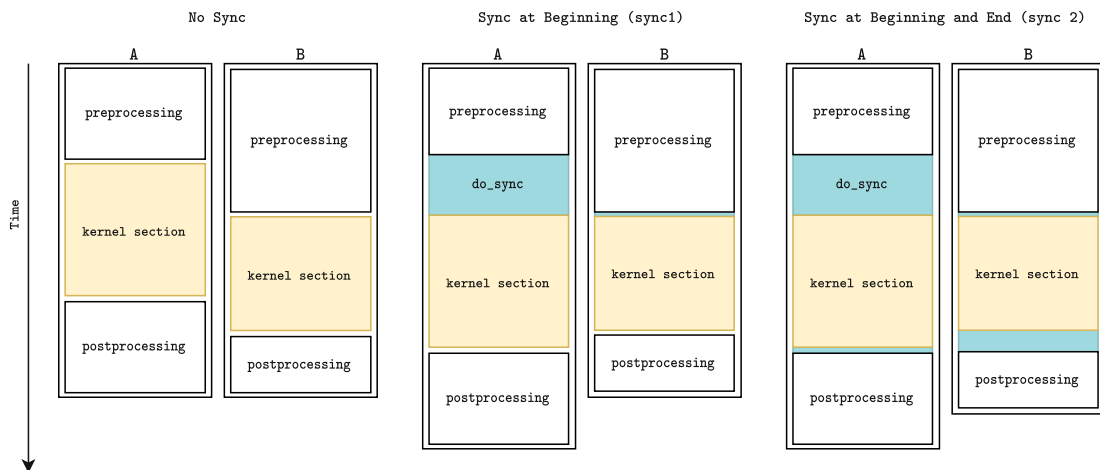 No Sync
Sync at Beginning (sync1)
Sync at Beginning and End (sync 2)
Time
A
B
preprocessing
kernel section
postprocessing
preprocessing
kernel section
postprocessing
A
B
preprocessing
do_sync
kernel section
postprocessing
preprocessing
kernel section
postprocessing
A
B
preprocessing
do_sync
kernel section
postprocessing
preprocessing
kernel section
postprocessing